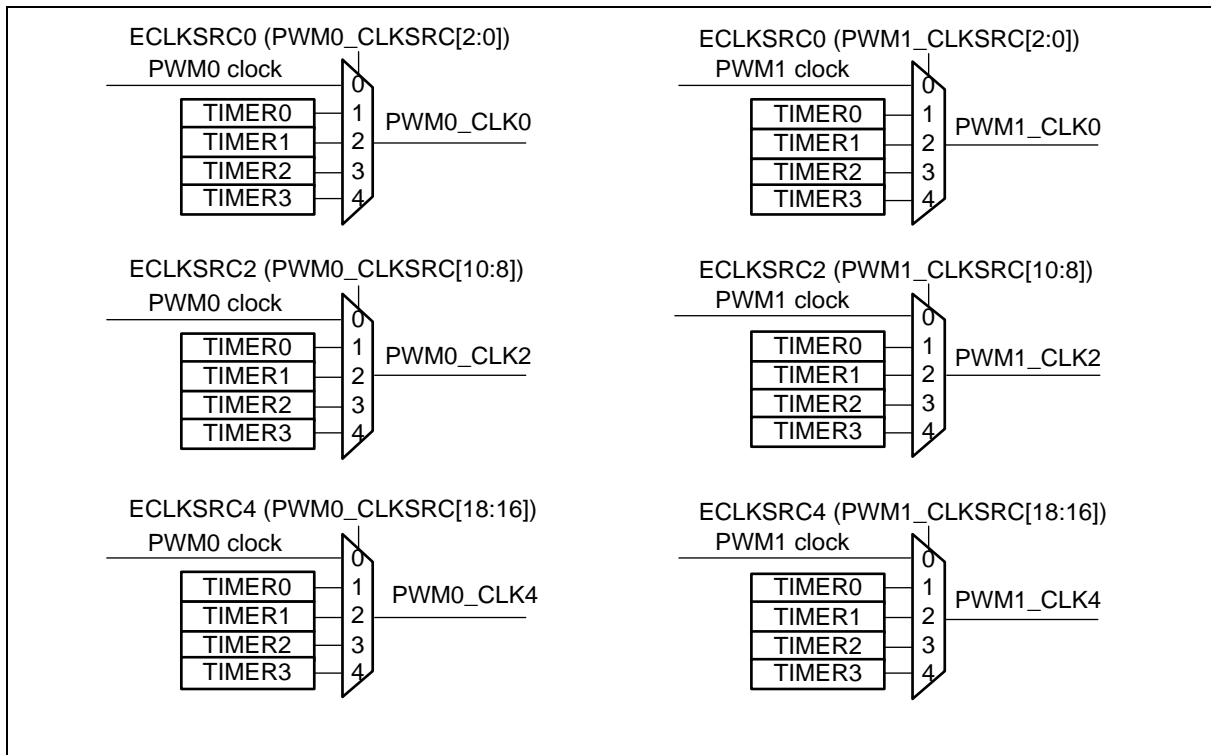 ECLKSRC0 (PWM0_CLKSRC[2:0])
PWM0 clock
0
TIMER0
1
TIMER1
2
TIMER2
3
TIMER3
4
PWM0_CLK0
ECLKSRC0 (PWM1_CLKSRC[2:0])
PWM1 clock
0
TIMER0
1
TIMER1
2
TIMER2
3
TIMER3
4
PWM1_CLK0
ECLKSRC2 (PWM0_CLKSRC[10:8])
PWM0 clock
0
TIMER0
1
TIMER1
2
TIMER2
3
TIMER3
4
PWM0_CLK2
ECLKSRC2 (PWM1_CLKSRC[10:8])
PWM1 clock
0
TIMER0
1
TIMER1
2
TIMER2
3
TIMER3
4
PWM1_CLK2
ECLKSRC4 (PWM0_CLKSRC[18:16])
PWM0 clock
0
TIMER0
1
TIMER1
2
TIMER2
3
TIMER3
4
PWM0_CLK4
ECLKSRC4 (PWM1_CLKSRC[18:16])
PWM1 clock
0
TIMER0
1
TIMER1
2
TIMER2
3
TIMER3
4
PWM1_CLK4